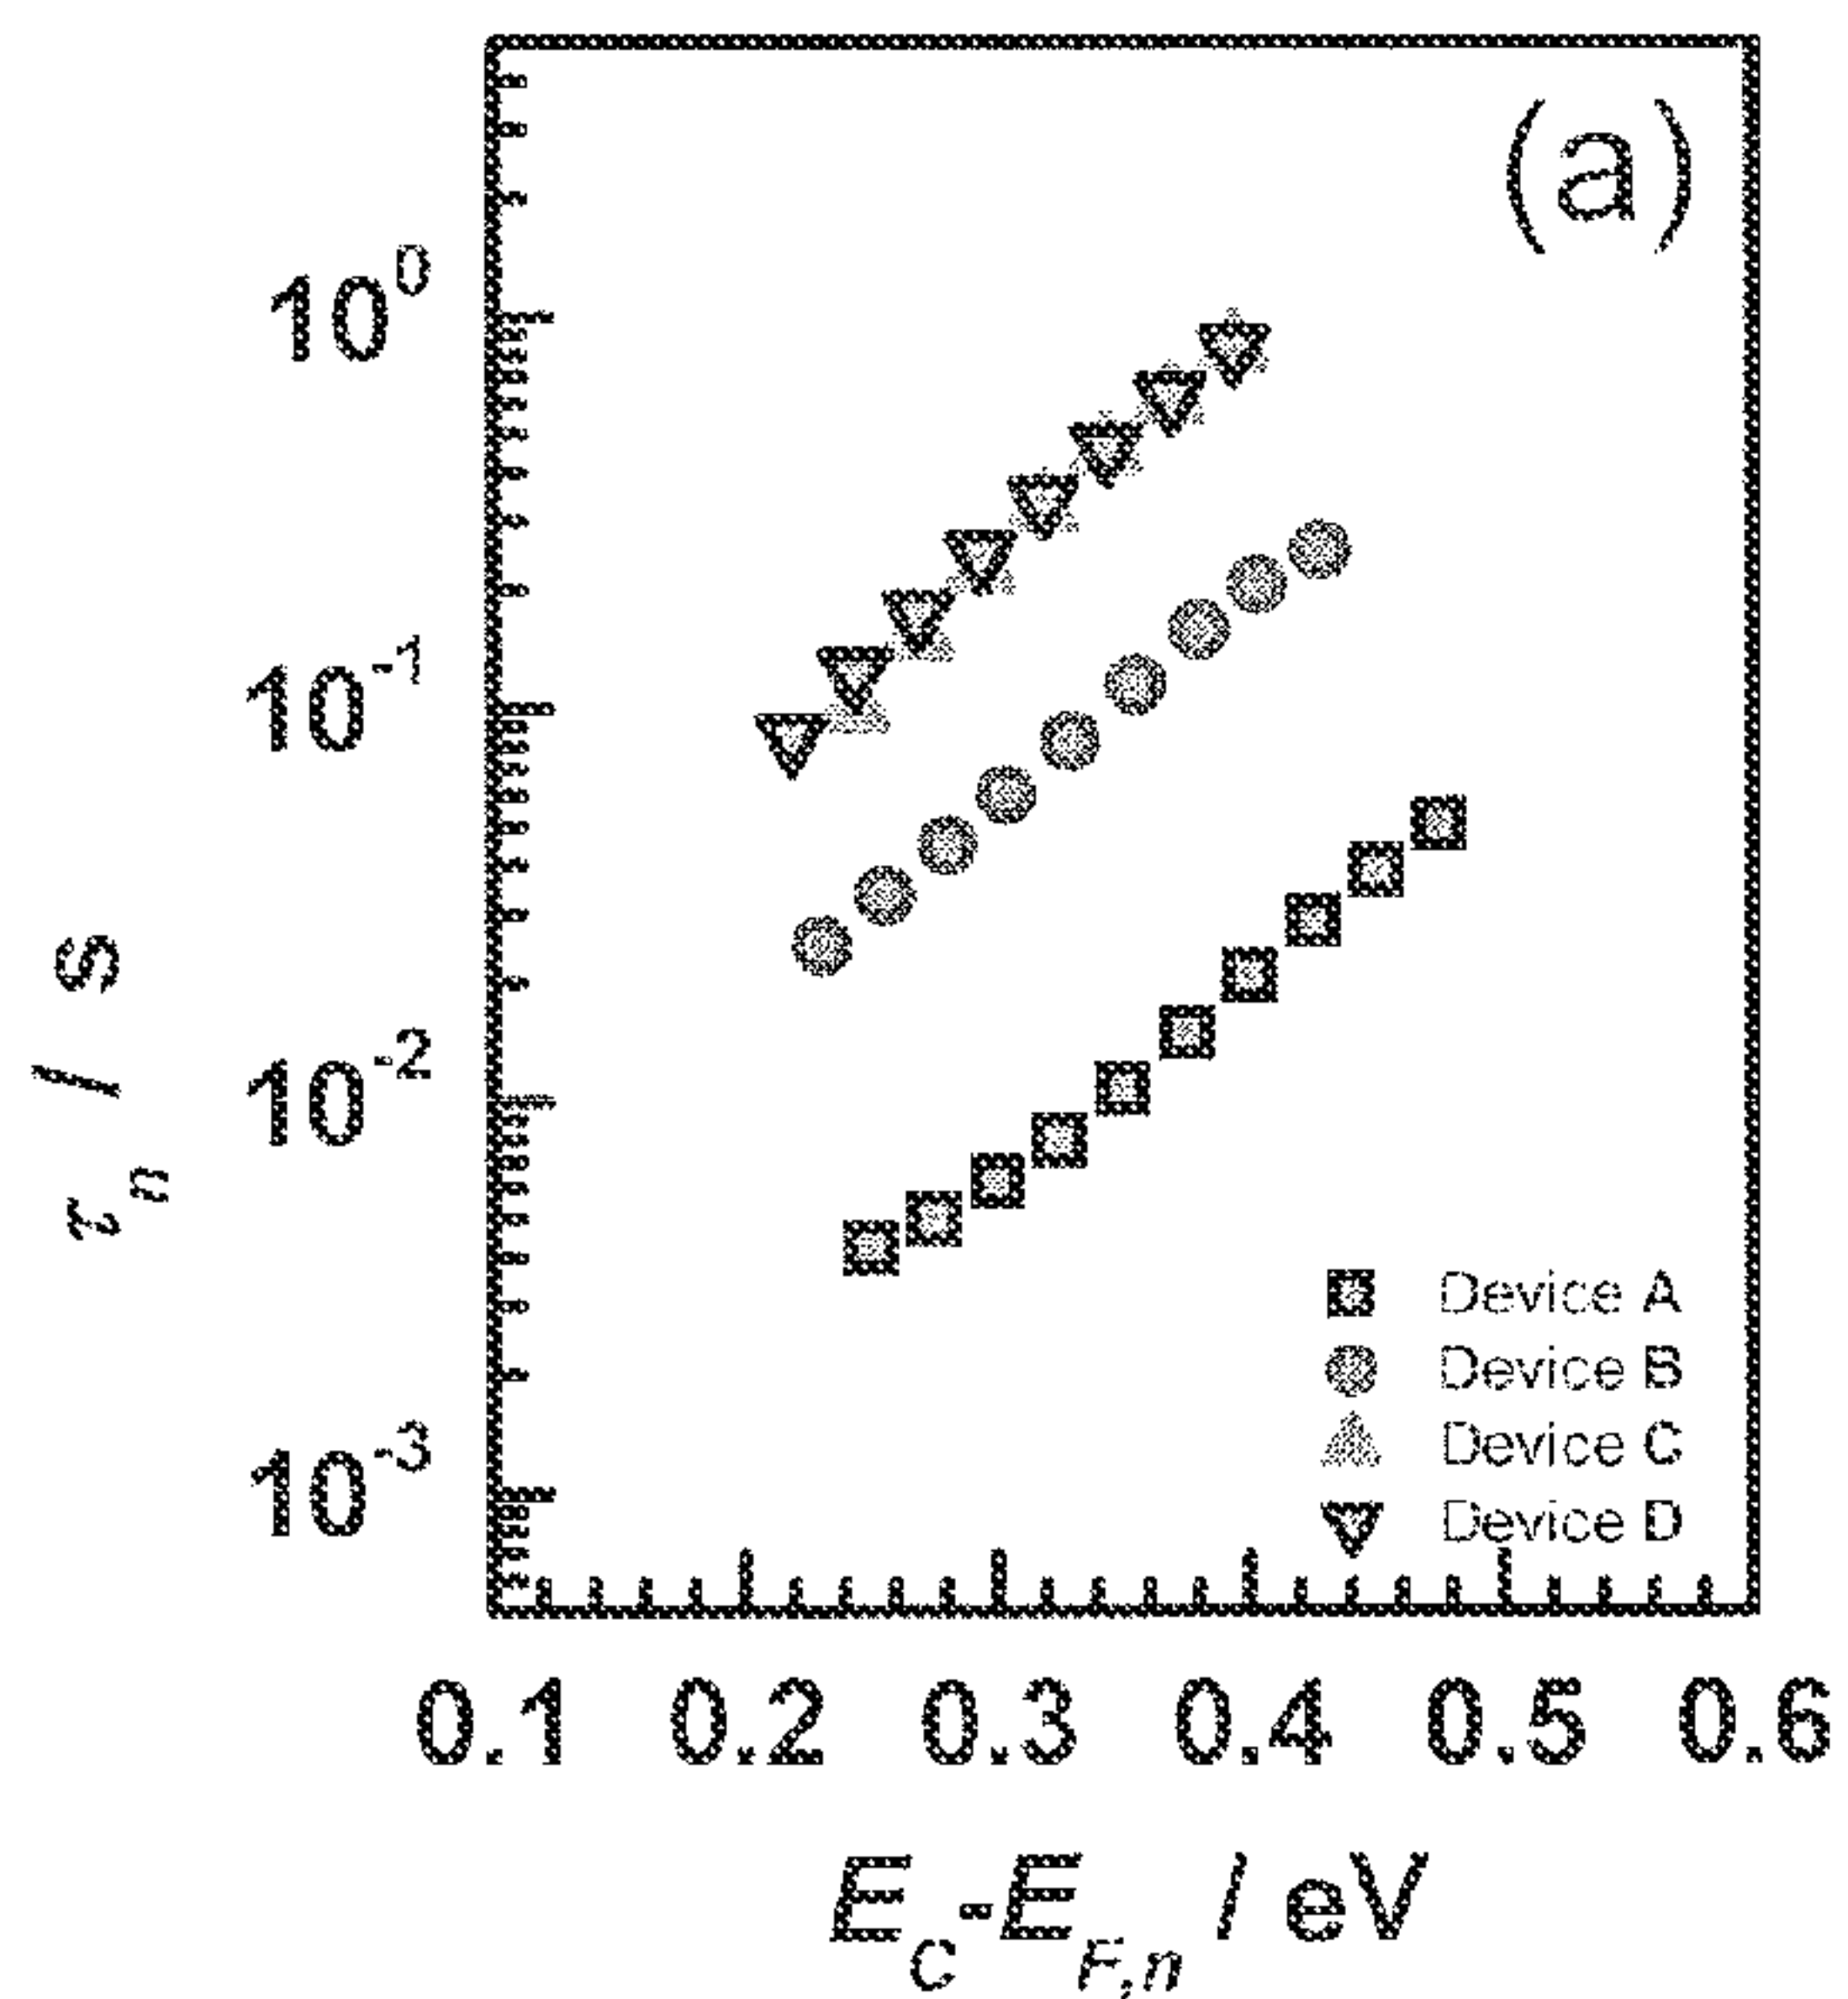 (a)
10^0
10^-1
10^-2
10^-3
τ_n / s
Device A
Device B
Device C
Device D
0.1 0.2 0.3 0.4 0.5 0.6
E_C-E_F,n / eV